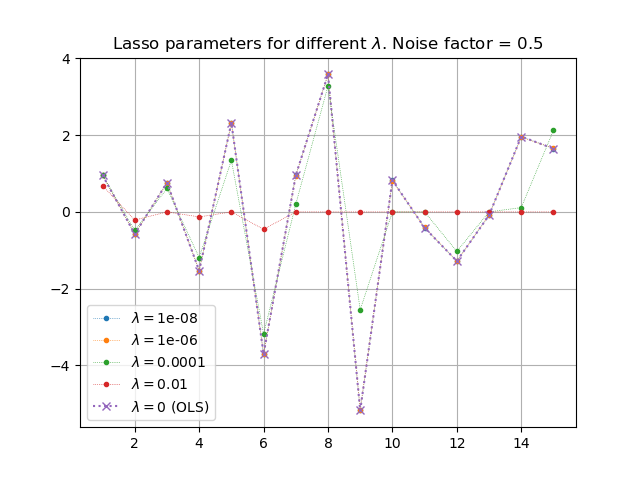 Lasso parameters for different λ. Noise factor = 0.5
4
2
0
−2
−4
λ = 1e-08
λ = 1e-06
λ = 0.0001
λ = 0.01
λ = 0 (OLS)
2 4 6 8 10 12 14